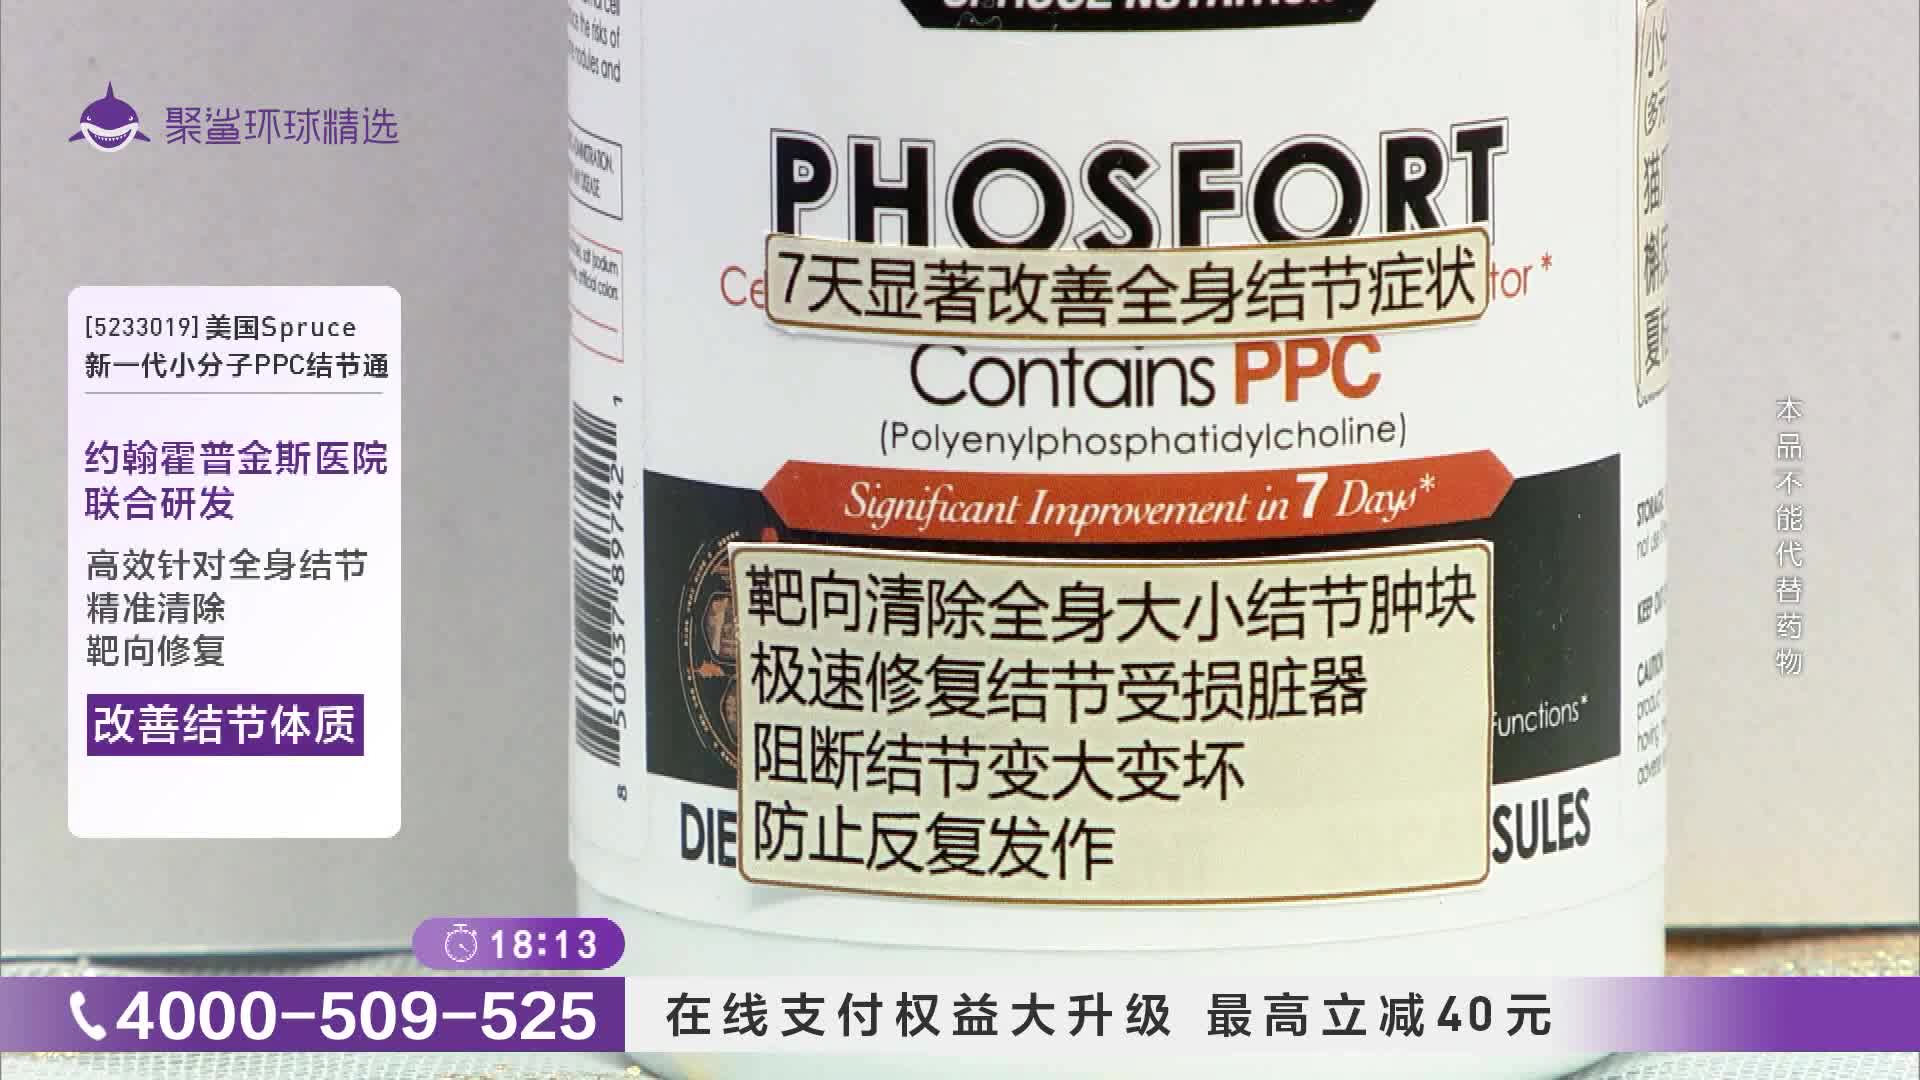 聚鲨环球精选
[5233019]美国Spruce
新一代小分子PPC结节通
约翰霍普金斯医院
联合研发
高效针对全身结节
精准清除
靶向修复
改善结节体质
PHOSFORT
7天显著改善全身结节症状
Contains PPC
(Polyenylphosphatidylcholine)
Significant Improvement in 7 Days*
靶向清除全身大小结节肿块
极速修复结节受损脏器
阻断结节变大变坏
防止反复发作
Functions*
8 50037 89742 1
本品不能代替药物
18:13
4000-509-525
在线支付权益大升级 最高立减40元